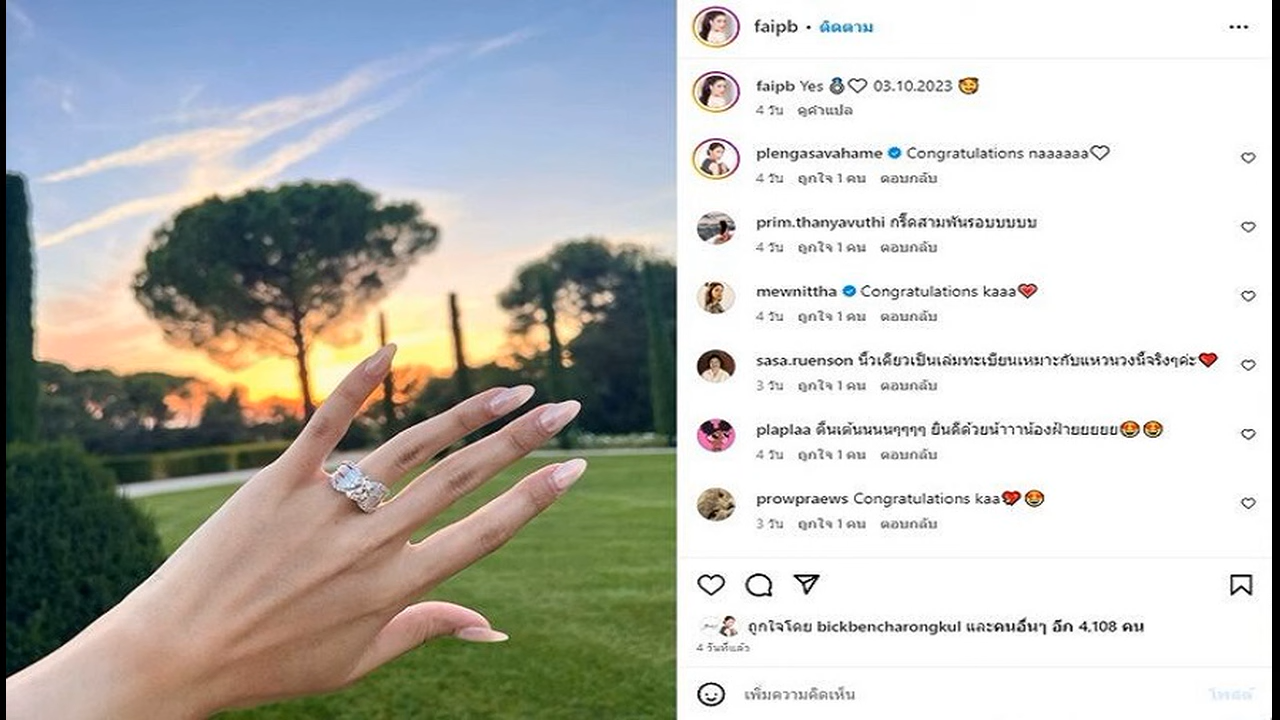 faipb • ติดตาม
faipb Yes 💍🤍 03.10.2023 🥰
4 วัน ดูคำแปล
plengasavahame Congratulations naaaaaa🤍
4 วัน ถูกใจ 1 คน ตอบกลับ
prim.thanyavuthi กรี๊ดสามพันรอบบบบบ
4 วัน ถูกใจ 1 คน ตอบกลับ
mewnittha Congratulations kaaa💖
4 วัน ถูกใจ 1 คน ตอบกลับ
sasa.ruenson นิ้วเดียวเป็นเล่มทะเบียนเหมาะกับแหวนวงนี้จริงๆค่ะ❤️
3 วัน ถูกใจ 1 คน ตอบกลับ
plaplaa ตื่นเต้นนนนๆๆๆๆ ยินดีด้วยน้าาาน้องฝ้ายยยยยย🤩🤩
4 วัน ถูกใจ 1 คน ตอบกลับ
prowpraews Congratulations kaa💖🤩
3 วัน ถูกใจ 1 คน ตอบกลับ
ถูกใจโดย bickbencharongkul และคนอื่นๆ อีก 4,108 คน
4 วันที่แล้ว
เพิ่มความคิดเห็น
โพสต์